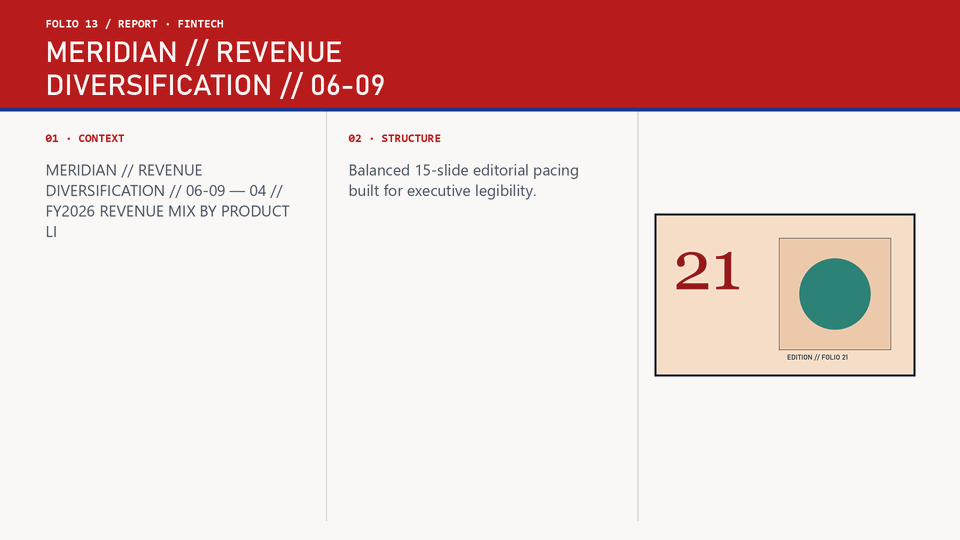 FOLIO 13 / REPORT · FINTECH
MERIDIAN // REVENUE
DIVERSIFICATION // 06-09
01 · CONTEXT
MERIDIAN // REVENUE
DIVERSIFICATION // 06-09 — 04 //
FY2026 REVENUE MIX BY PRODUCT
LI
02 · STRUCTURE
Balanced 15-slide editorial pacing
built for executive legibility.
21
EDITION // FOLIO 21